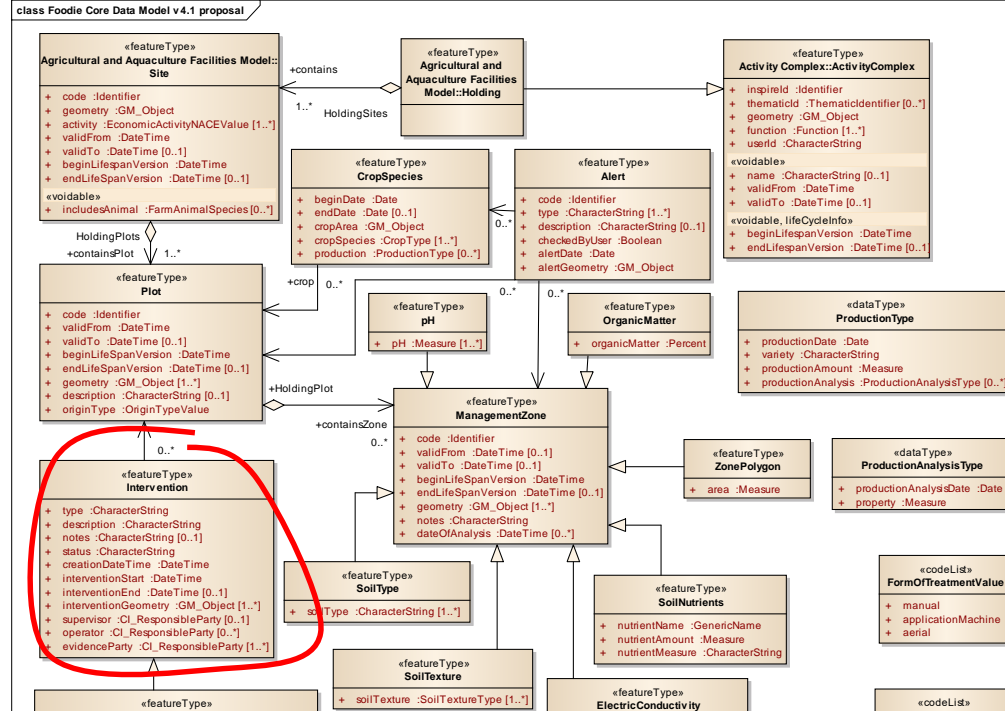 class Foodie Core Data Model v4.1 proposal
«featureType»
Agricultural and Aquaculture Facilities Model::
Site
+ code :Identifier
+ geometry :GM_Object
+ activity :EconomicActivityNACEValue [1..*]
+ validFrom :DateTime
+ validTo :DateTime [0..1]
+ beginLifespanVersion :DateTime
+ endLifeSpanVersion :DateTime [0..1]
«voidable»
+ includesAnimal :FarmAnimalSpecies [0..*]
+contains
1..*
HoldingSites
«featureType»
Agricultural and
Aquaculture Facilities
Model::Holding
«featureType»
Activity Complex::ActivityComplex
+ inspireId :Identifier
+ thematicId :ThematicIdentifier [0..*]
+ geometry :GM_Object
+ function :Function [1..*]
+ userId :CharacterString
«voidable»
+ name :CharacterString [0..1]
+ validFrom :DateTime
+ validTo :DateTime [0..1]
«voidable, lifeCycleInfo»
+ beginLifespanVersion :DateTime
+ endLifespanVersion :DateTime [0..1]
«featureType»
CropSpecies
+ beginDate :Date
+ endDate :Date [0..1]
+ cropArea :GM_Object
+ cropSpecies :CropType [1..*]
+ production :ProductionType [0..*]
0..*
«featureType»
Alert
+ code :Identifier
+ type :CharacterString [1..*]
+ description :CharacterString [0..1]
+ checkedByUser :Boolean
+ alertDate :Date
+ alertGeometry :GM_Object
HoldingPlots
+containsPlot
1..*
+crop
0..*
0..*
0..*
«featureType»
Plot
+ code :Identifier
+ validFrom :DateTime
+ validTo :DateTime [0..1]
+ beginLifeSpanVersion :DateTime
+ endLifeSpanVersion :DateTime [0..1]
+ geometry :GM_Object [1..*]
+ description :CharacterString [0..1]
+ originType :OriginTypeValue
«featureType»
pH
+ pH :Measure [1..*]
«featureType»
OrganicMatter
+ organicMatter :Percent
«dataType»
ProductionType
+ productionDate :Date
+ variety :CharacterString
+ productionAmount :Measure
+ productionAnalysis :ProductionAnalysisType [0..*]
+HoldingPlot
+containsZone
0..*
«featureType»
ManagementZone
+ code :Identifier
+ validFrom :DateTime [0..1]
+ validTo :DateTime [0..1]
+ beginLifeSpanVersion :DateTime
+ endLifeSpanVersion :DateTime [0..1]
+ geometry :GM_Object [1..*]
+ notes :CharacterString
+ dateOfAnalysis :DateTime [0..*]
«featureType»
ZonePolygon
+ area :Measure
«dataType»
ProductionAnalysisType
+ productionAnalysisDate :Date
+ property :Measure
0..*
«featureType»
Intervention
+ type :CharacterString
+ description :CharacterString
+ notes :CharacterString [0..1]
+ status :CharacterString
+ creationDateTime :DateTime
+ interventionStart :DateTime
+ interventionEnd :DateTime [0..1]
+ interventionGeometry :GM_Object [1..*]
+ supervisor :CI_ResponsibleParty [0..1]
+ operator :CI_ResponsibleParty [0..*]
+ evidenceParty :CI_ResponsibleParty [1..*]
«featureType»
SoilType
+ soilType :CharacterString [1..*]
«featureType»
SoilNutrients
+ nutrientName :GenericName
+ nutrientAmount :Measure
+ nutrientMeasure :CharacterString
«codeList»
FormOfTreatmentValue
+ manual
+ applicationMachine
+ aerial
«featureType»
SoilTexture
+ soilTexture :SoilTextureType [1..*]
«featureType»
ElectricConductivity
«featureType»
«codeList»